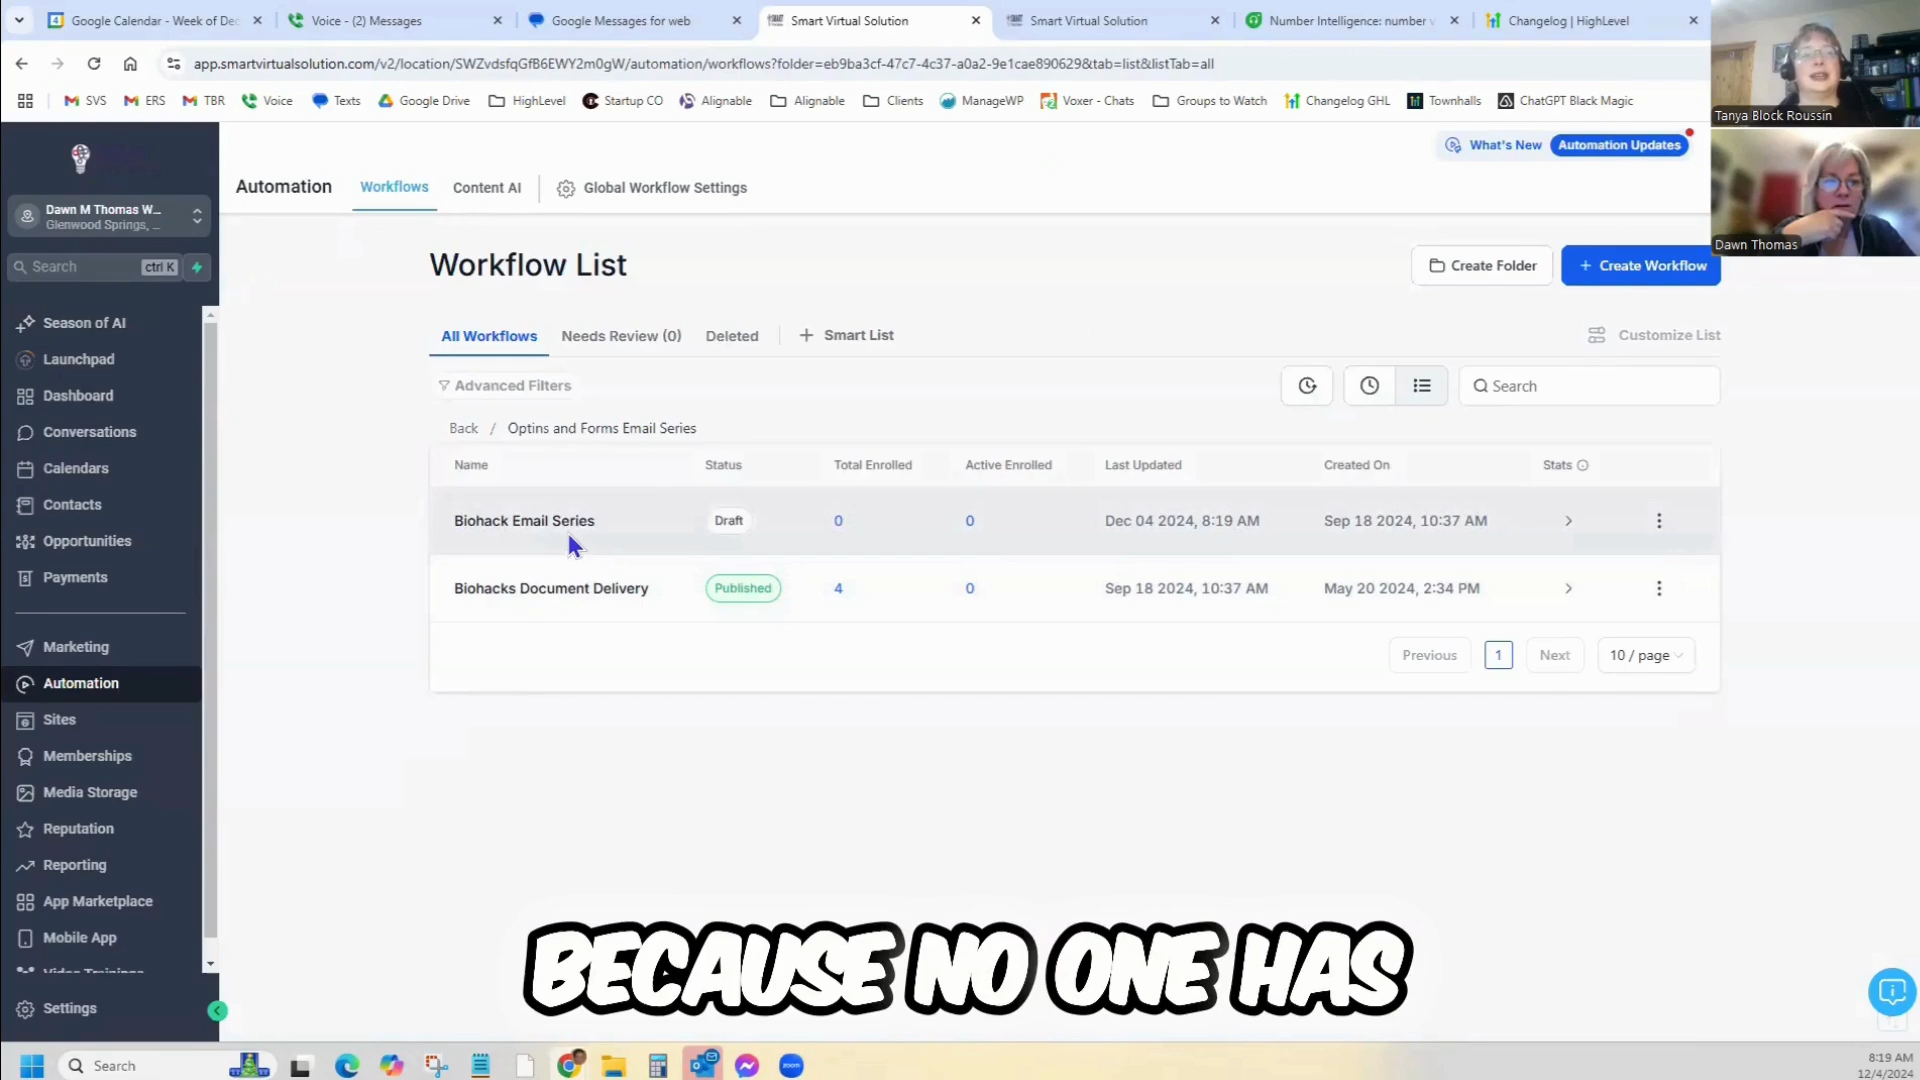 Google Calendar - Week of Dec
Voice - (2) Messages
Google Messages for web
Smart Virtual Solution
Smart Virtual Solution
Number Intelligence: number v
Changelog | HighLevel
app.smartvirtualsolution.com/v2/location/SWZvdsfqGfB6EWY2m0gW/automation/workflows?folder=eb9ba3cf-47c7-4c37-a0a2-9e1cae890629&tab=list&listTab=all
SVS
ERS
TBR
Voice
Texts
Google Drive
HighLevel
Startup CO
Alignable
Alignable
Clients
ManageWP
Voxer - Chats
Groups to Watch
Changelog GHL
Townhalls
ChatGPT Black Magic
Tanya Block Roussin
Dawn Thomas
Dawn M Thomas W...
Glenwood Springs, ...
Search ctrl K
Season of AI
Launchpad
Dashboard
Conversations
Calendars
Contacts
Opportunities
Payments
Marketing
Automation
Sites
Memberships
Media Storage
Reputation
Reporting
App Marketplace
Mobile App
Video Trainings
Settings
What's New Automation Updates
Automation Workflows Content AI Global Workflow Settings
Workflow List
Create Folder
+ Create Workflow
All Workflows Needs Review (0) Deleted + Smart List
Customize List
Advanced Filters
Search
Back / Optins and Forms Email Series
Name Status Total Enrolled Active Enrolled Last Updated Created On Stats
Biohack Email Series Draft 0 0 Dec 04 2024, 8:19 AM Sep 18 2024, 10:37 AM
Biohacks Document Delivery Published 4 0 Sep 18 2024, 10:37 AM May 20 2024, 2:34 PM
Previous 1 Next 10 / page
BECAUSE NO ONE HAS
Search
zoom
8:19 AM
12/4/2024